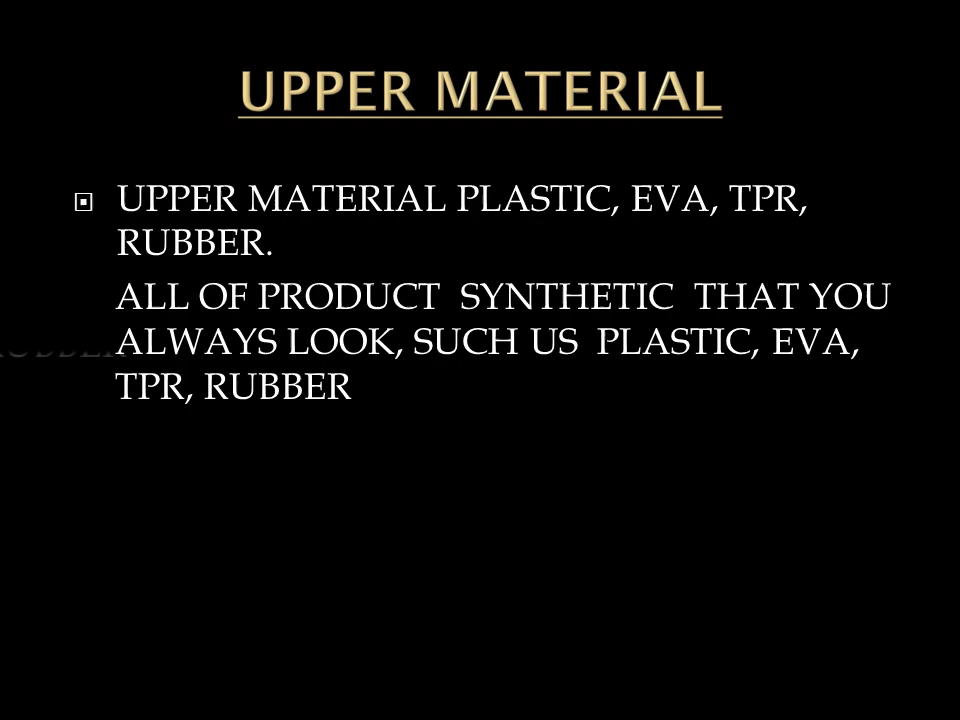 UPPER MATERIAL
UPPER MATERIAL PLASTIC, EVA, TPR,
RUBBER.
ALL OF PRODUCT SYNTHETIC THAT YOU
ALWAYS LOOK, SUCH US PLASTIC, EVA,
TPR, RUBBER
RUBBER